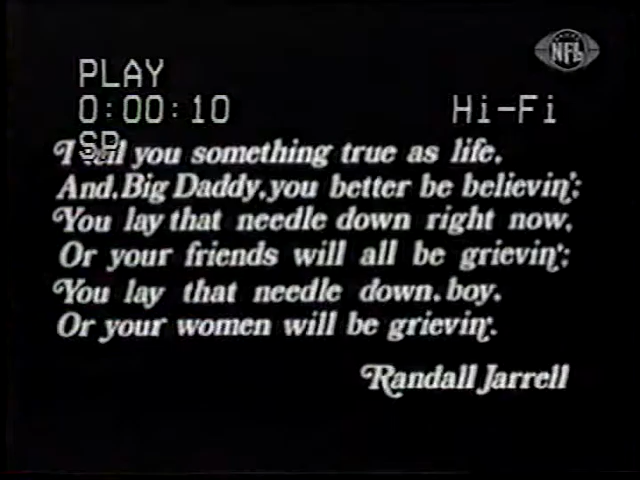 NFL
PLAY
0:00:10 Hi-Fi
SP
I tell you something true as life.
And, Big Daddy, you better be believin';
You lay that needle down right now,
Or your friends will all be grievin';
You lay that needle down, boy.
Or your women will be grievin'.
Randall Jarrell